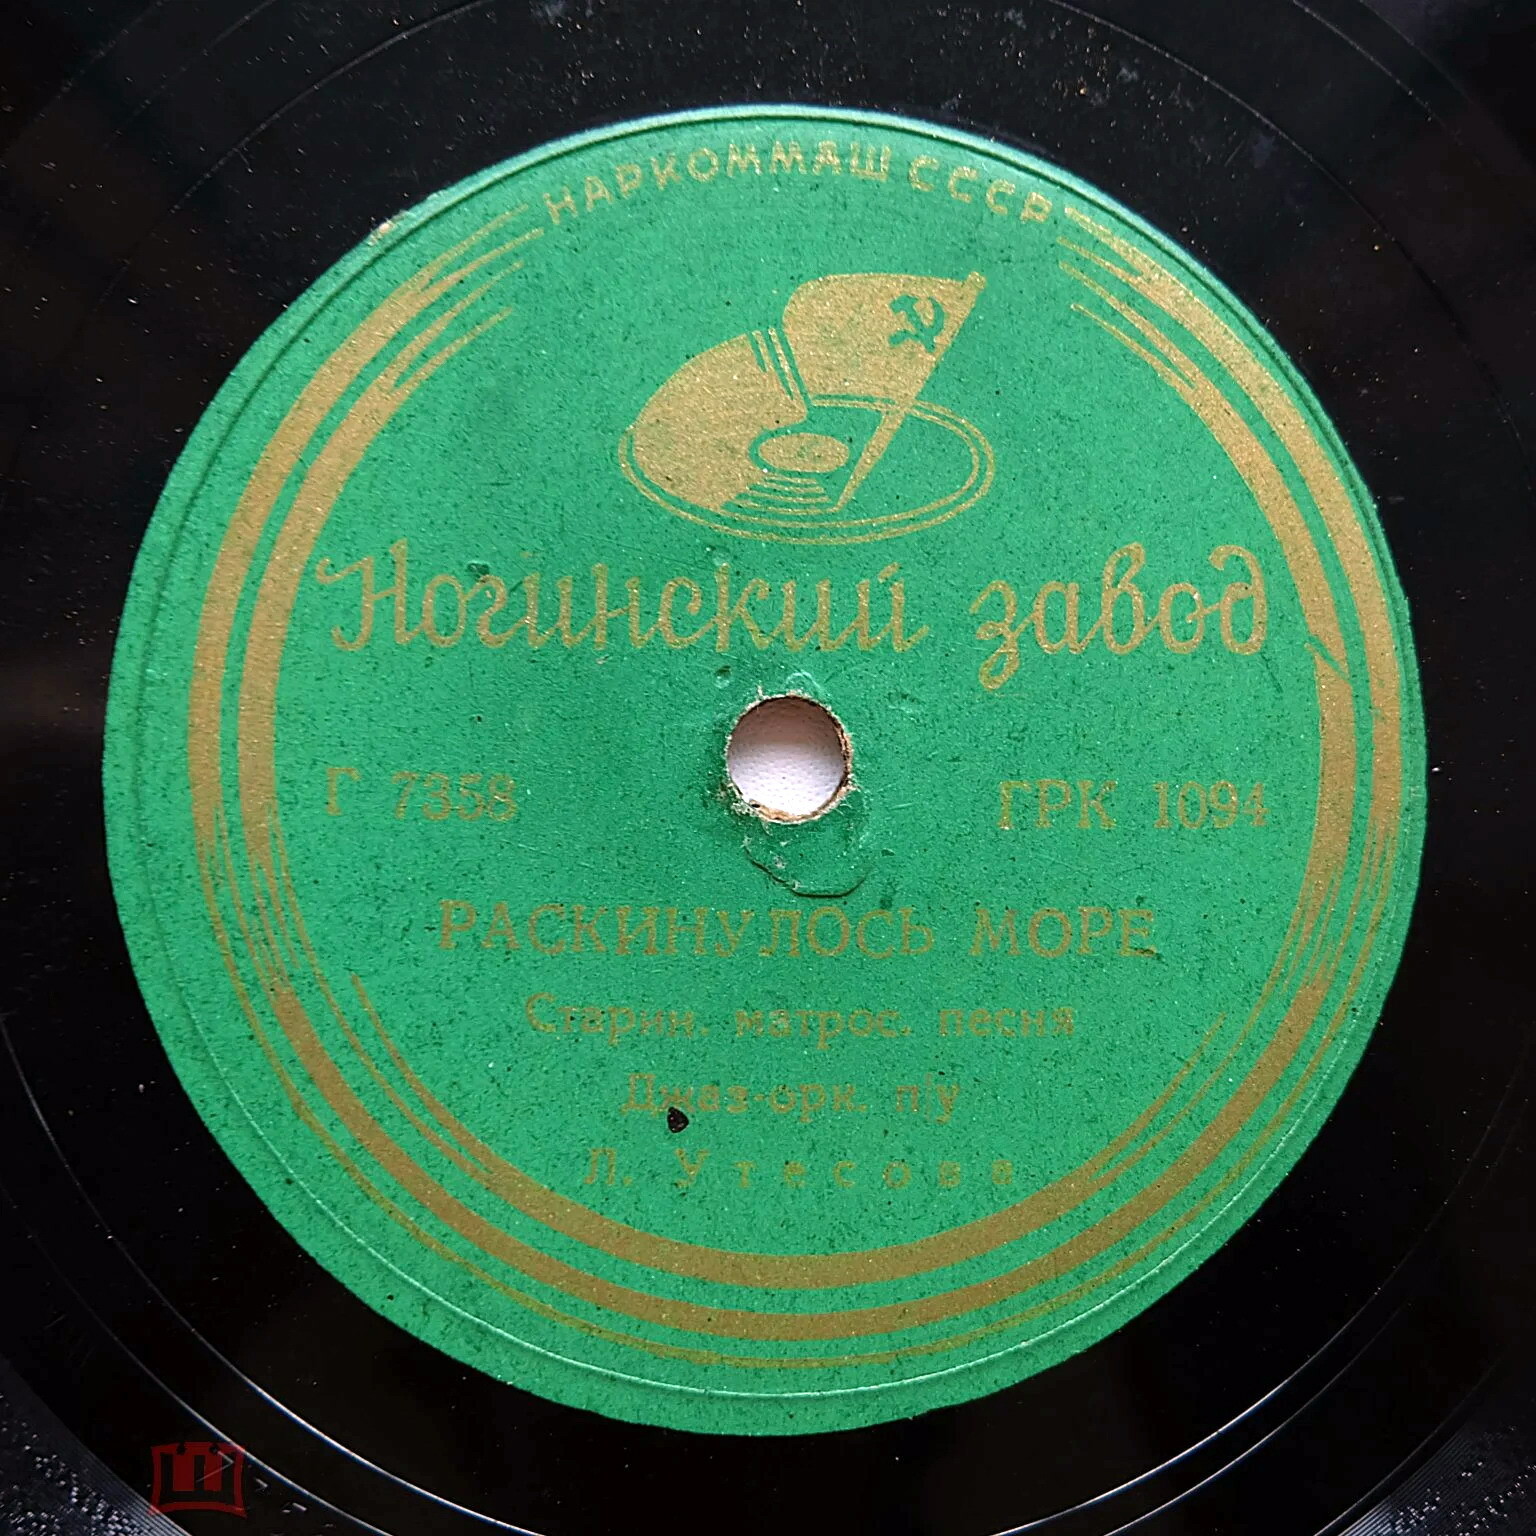 НАРКОММАШ СССР
Ногинский завод
Г 7358 ГРК 1094
РАСКИНУЛОСЬ МОРЕ
Старин. матрос. песня
Джаз-орк. п/у
Л. Утесова
Ш